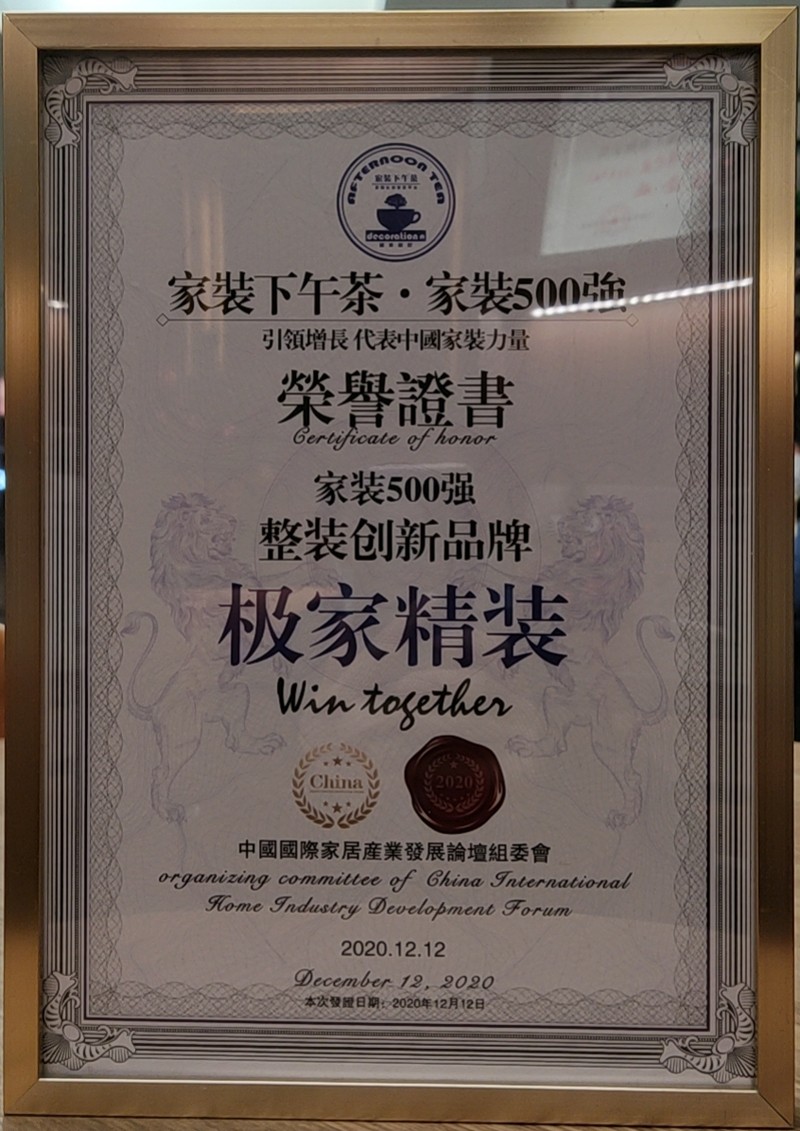 AFTERNOON TEA
家裝下午茶
decoration
家裝下午茶·家裝500強
引領增長 代表中國家裝力量
榮譽證書
Certificate of honor
家装500强
整装创新品牌
极家精装
Win together
China
2020
中國國際家居産業發展論壇組委會
organizing committee of China International
Home Industry Development Forum
2020.12.12
December 12, 2020
本次發證日期：2020年12月12日